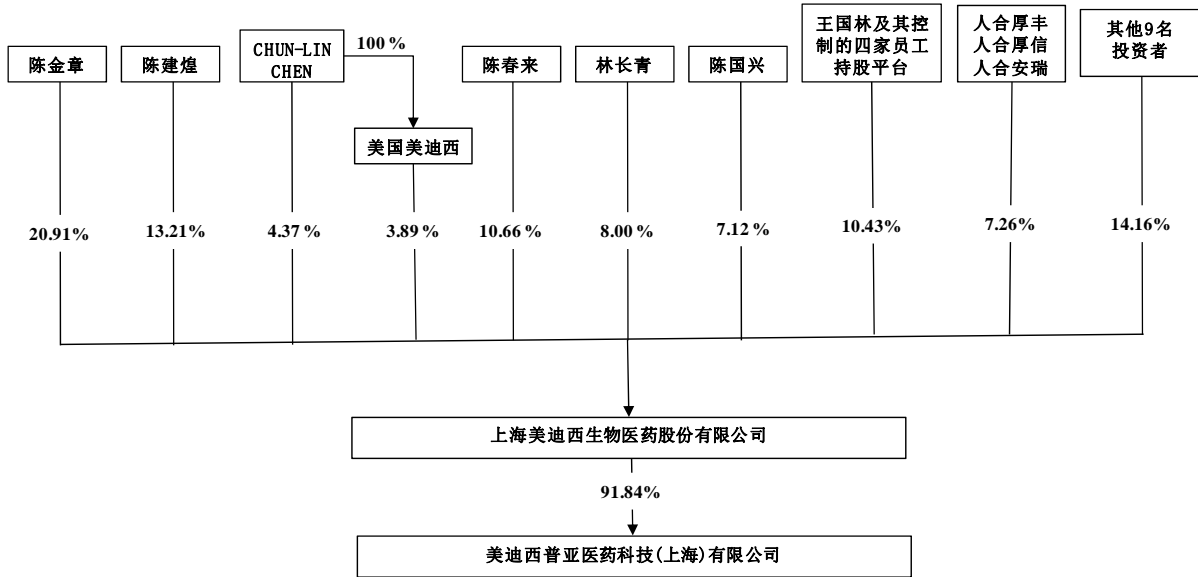 陈金章
陈建煌
CHUN-LIN
CHEN
100%
陈春来
林长青
陈国兴
王国林及其控
制的四家员工
持股平台
人合厚丰
人合厚信
人合安瑞
其他9名
投资者
美国美迪西
20.91%
13.21%
4.37%
3.89%
10.66%
8.00%
7.12%
10.43%
7.26%
14.16%
上海美迪西生物医药股份有限公司
91.84%
美迪西普亚医药科技(上海)有限公司